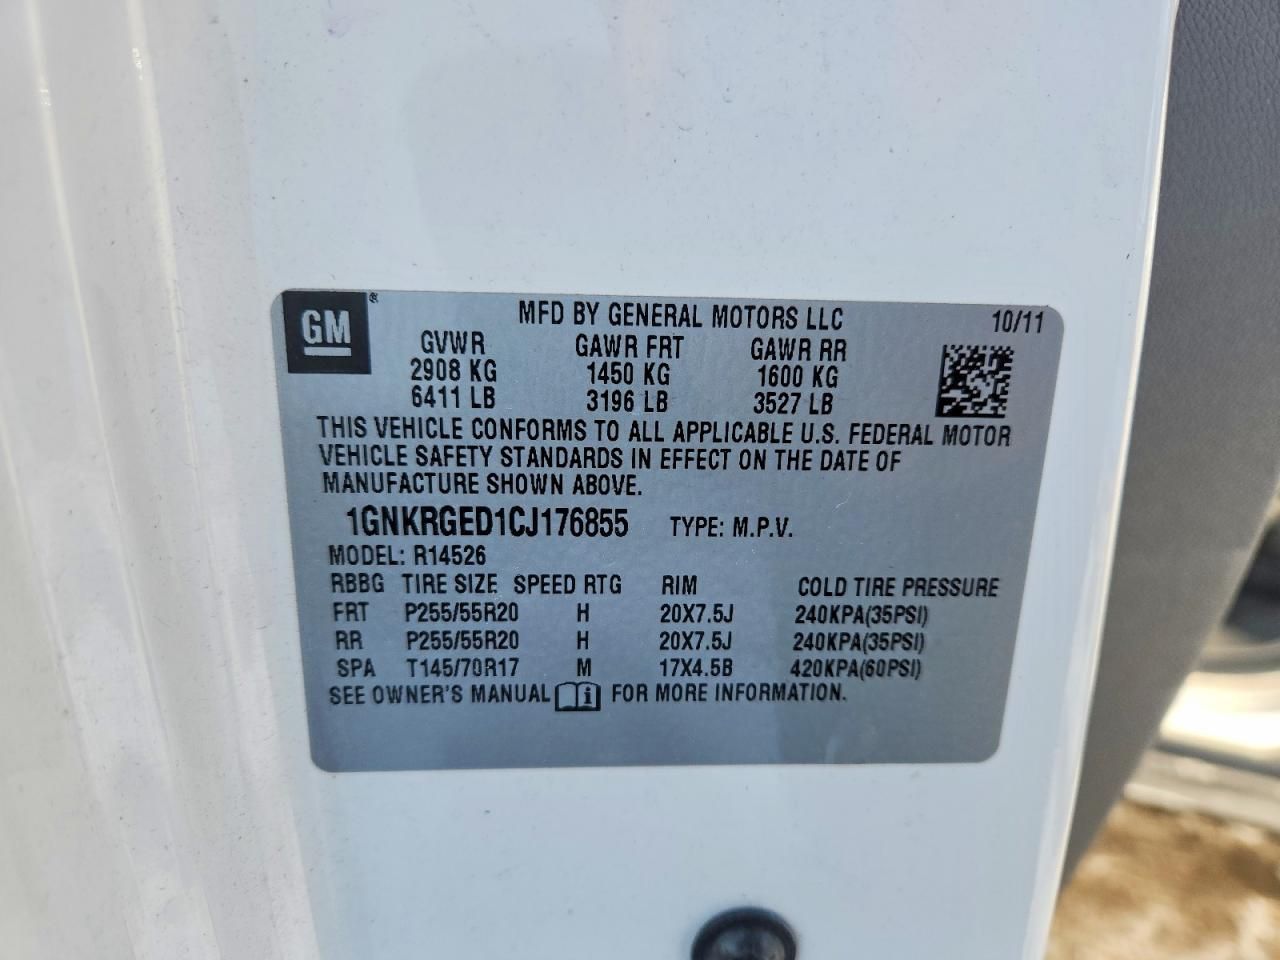 GM®
MFD BY GENERAL MOTORS LLC 10/11
GVWR GAWR FRT GAWR RR
2908 KG 1450 KG 1600 KG
6411 LB 3196 LB 3527 LB
THIS VEHICLE CONFORMS TO ALL APPLICABLE U.S. FEDERAL MOTOR
VEHICLE SAFETY STANDARDS IN EFFECT ON THE DATE OF
MANUFACTURE SHOWN ABOVE.
1GNKRGED1CJ176855 TYPE: M.P.V.
MODEL: R14526
RBBG TIRE SIZE SPEED RTG RIM COLD TIRE PRESSURE
FRT P255/55R20 H 20X7.5J 240KPA(35PSI)
RR P255/55R20 H 20X7.5J 240KPA(35PSI)
SPA T145/70R17 M 17X4.5B 420KPA(60PSI)
SEE OWNER'S MANUAL i FOR MORE INFORMATION.